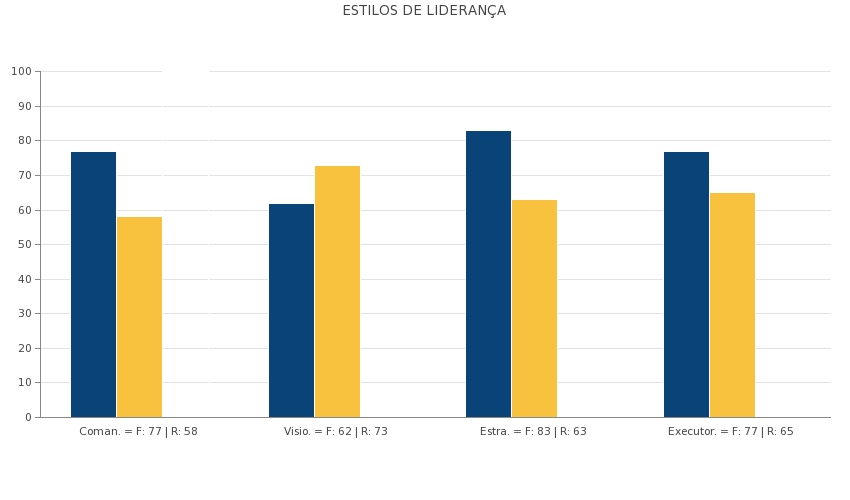 ESTILOS DE LIDERANÇA
100
90
80
70
60
50
40
30
20
10
0
Coman. = F: 77 | R: 58
Visio. = F: 62 | R: 73
Estra. = F: 83 | R: 63
Executor. = F: 77 | R: 65